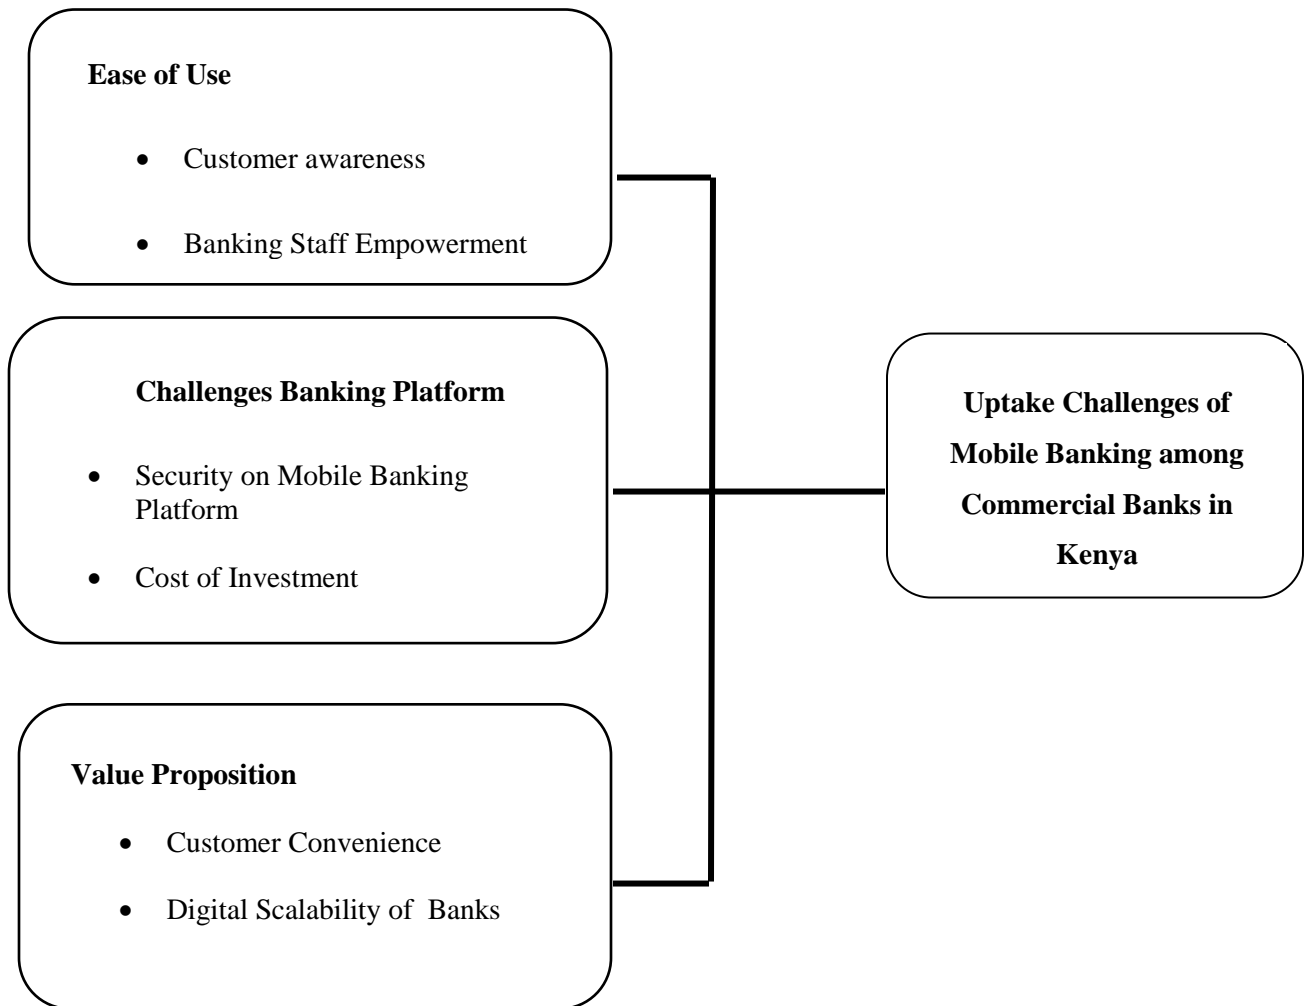 Ease of Use
• Customer awareness
• Banking Staff Empowerment
Challenges Banking Platform
• Security on Mobile Banking
Platform
• Cost of Investment
Value Proposition
• Customer Convenience
• Digital Scalability of  Banks
Uptake Challenges of
Mobile Banking among
Commercial Banks in
Kenya